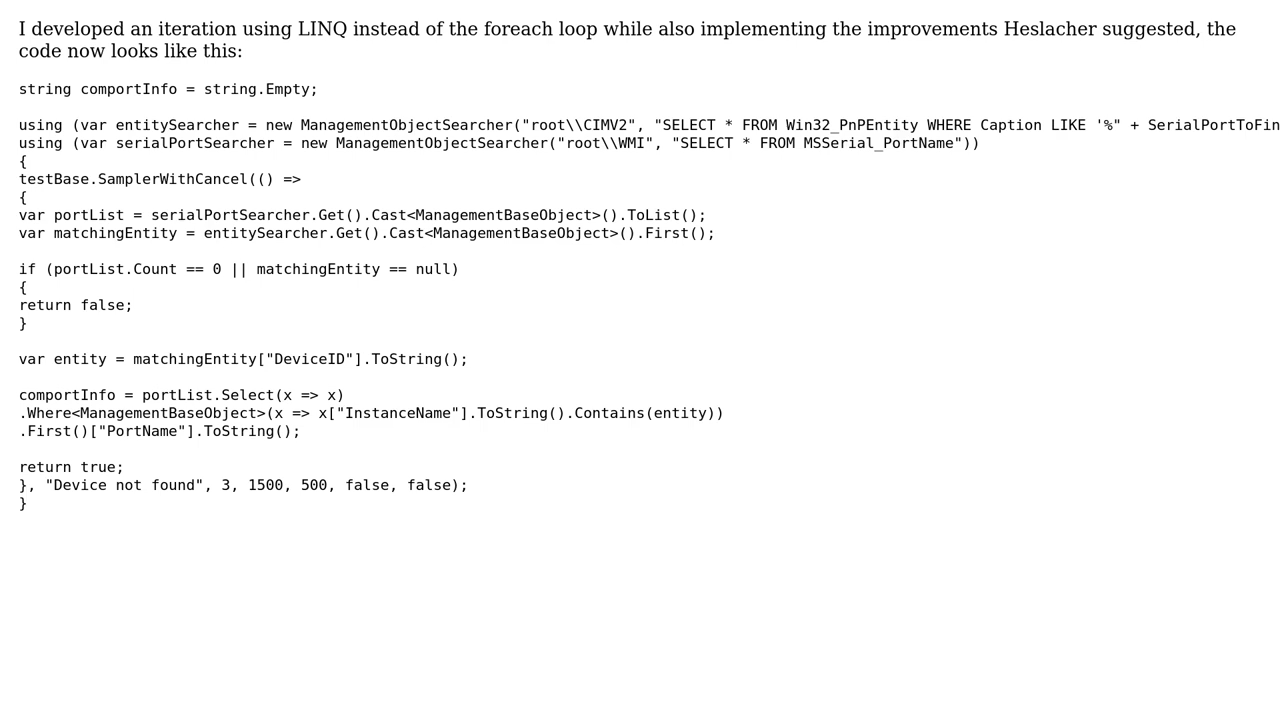 I developed an iteration using LINQ instead of the foreach loop while also implementing the improvements Heslacher suggested, the
code now looks like this:
string comportInfo = string.Empty;
using (var entitySearcher = new ManagementObjectSearcher("root\\CIMV2", "SELECT * FROM Win32_PnPEntity WHERE Caption LIKE '%" + SerialPortToFin
using (var serialPortSearcher = new ManagementObjectSearcher("root\\WMI", "SELECT * FROM MSSerial_PortName"))
{
testBase.SamplerWithCancel(() =>
{
var portList = serialPortSearcher.Get().Cast<ManagementBaseObject>().ToList();
var matchingEntity = entitySearcher.Get().Cast<ManagementBaseObject>().First();
if (portList.Count == 0 || matchingEntity == null)
{
return false;
}
var entity = matchingEntity["DeviceID"].ToString();
comportInfo = portList.Select(x => x)
.Where<ManagementBaseObject>(x => x["InstanceName"].ToString().Contains(entity))
.First()["PortName"].ToString();
return true;
}, "Device not found", 3, 1500, 500, false, false);
}